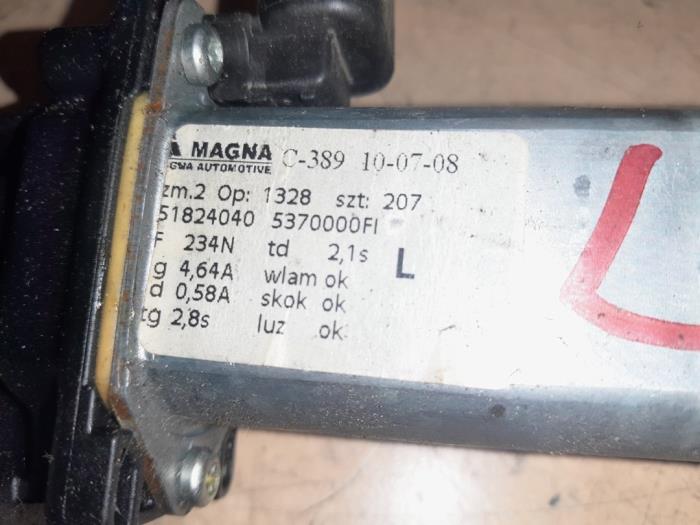 MAGNA C-389 10-07-08
AUTOMOTIVE
zm.2 Op: 1328 szt: 207
51824040 5370000FI
F 234N td 2,1s
L
g 4,64A wlam ok
d 0,58A skok ok
tg 2,8s luz ok
L